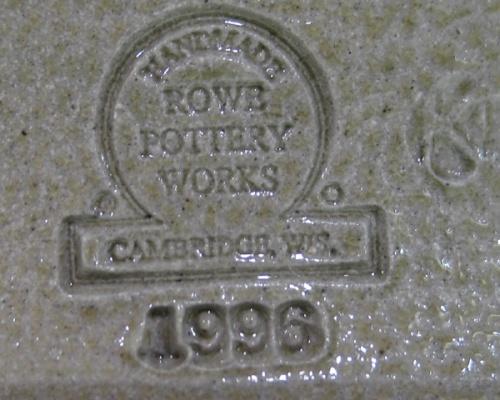 HANDMADE
ROWE
POTTERY
WORKS
CAMBRIDGE, WIS.
1996